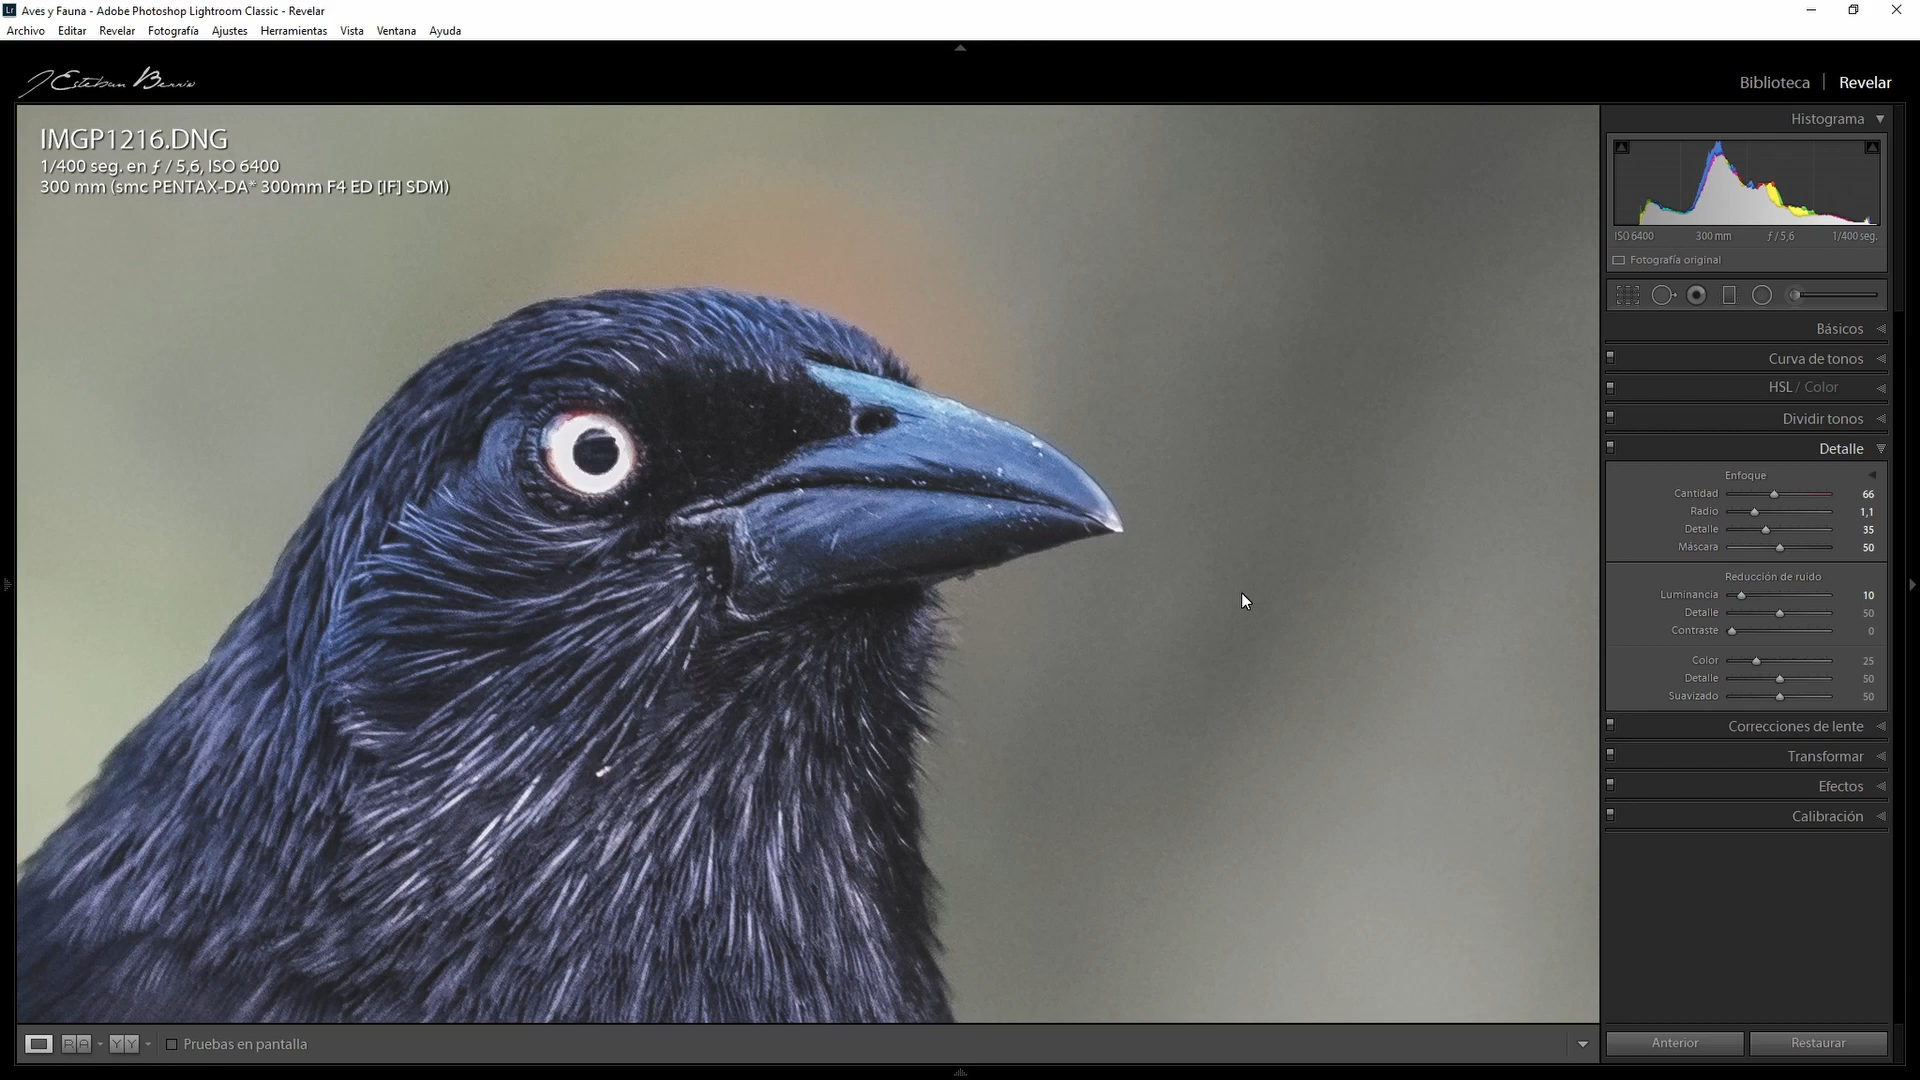 Lr Aves y Fauna - Adobe Photoshop Lightroom Classic - Revelar
Archivo Editar Revelar Fotografía Ajustes Herramientas Vista Ventana Ayuda
J Esteban Berrio
Biblioteca | Revelar
IMGP1216.DNG
1/400 seg. en ƒ / 5,6, ISO 6400
300 mm (smc PENTAX-DA* 300mm F4 ED [IF] SDM)
Histograma
ISO 6400 300 mm ƒ / 5,6 1/400 seg.
Fotografía original
Básicos
Curva de tonos
HSL / Color
Dividir tonos
Detalle
Enfoque
Cantidad 66
Radio 1,1
Detalle 35
Máscara 50
Reducción de ruido
Luminancia 10
Detalle 50
Contraste 0
Color 25
Detalle 50
Suavizado 50
Correcciones de lente
Transformar
Efectos
Calibración
R A Y Y Pruebas en pantalla
Anterior Restaurar